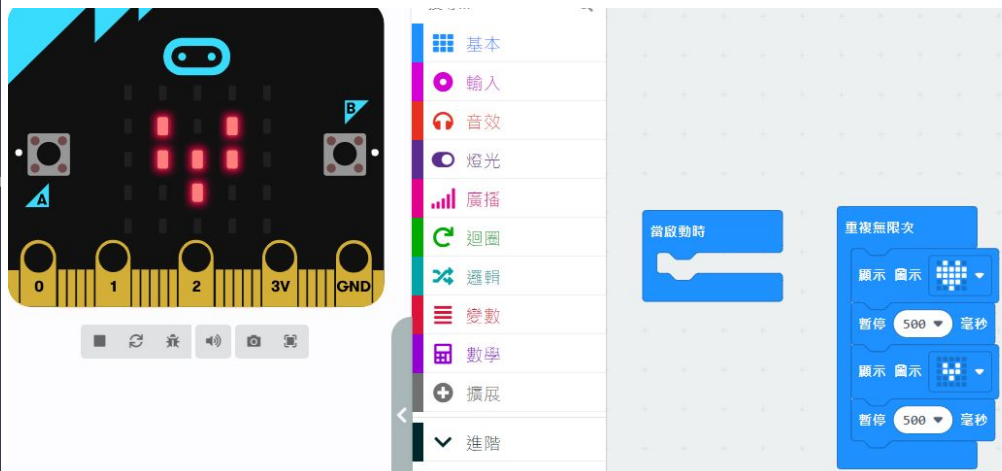 B
A
0
1
2
3V
GND
基本
輸入
音效
燈光
廣播
迴圈
邏輯
變數
數學
擴展
進階
當啟動時
重複無限次
顯示 圖示
暫停 500 毫秒
顯示 圖示
暫停 500 毫秒